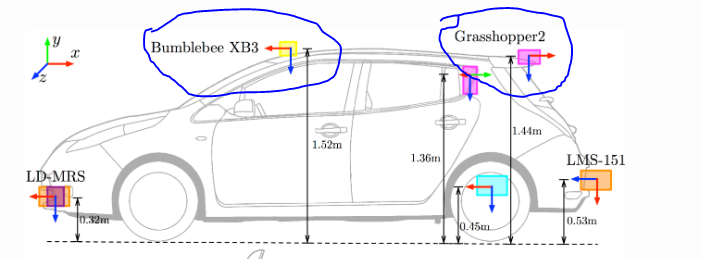 y
x
z
Bumblebee XB3
Grasshopper2
1.52m
1.44m
1.36m
LD-MRS
LMS-151
0.32m
0.45m
0.53m